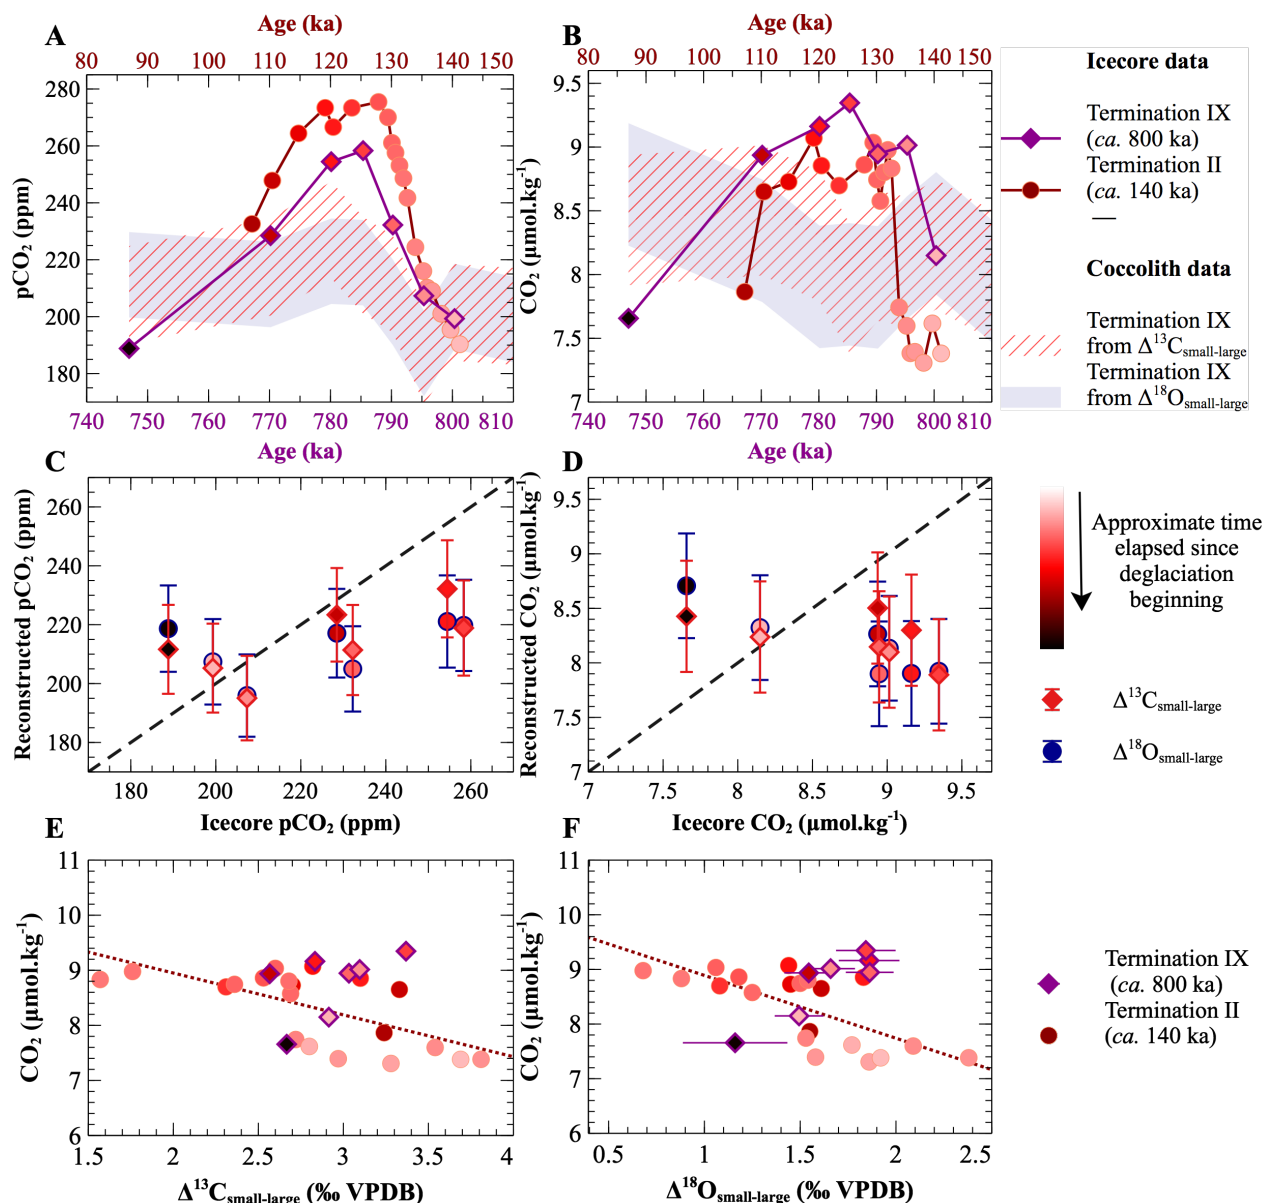 A
Age (ka)
80 90 100 110 120 130 140 150
280
260
240
220
200
180
pCO₂ (ppm)
740 750 760 770 780 790 800 810
Age (ka)
B
Age (ka)
80 90 100 110 120 130 140 150
9.5
9
8.5
8
7.5
7
CO₂ (µmol.kg⁻¹)
740 750 760 770 780 790 800 810
Age (ka)
Icecore data
Termination IX
(ca. 800 ka)
Termination II
(ca. 140 ka)
Coccolith data
Termination IX
from Δ¹³Csmall-large
Termination IX
from Δ¹⁸Osmall-large
C
260
240
220
200
180
Reconstructed pCO₂ (ppm)
180 200 220 240 260
Icecore pCO₂ (ppm)
D
9.5
9
8.5
8
7.5
7
Reconstructed CO₂ (µmol.kg⁻¹)
7 7.5 8 8.5 9 9.5
Icecore CO₂ (µmol.kg⁻¹)
Approximate time
elapsed since
deglaciation
beginning
Δ¹³Csmall-large
Δ¹⁸Osmall-large
E
11
10
9
8
7
6
CO₂ (µmol.kg⁻¹)
1.5 2 2.5 3 3.5 4
Δ¹³Csmall-large (‰ VPDB)
F
11
10
9
8
7
6
CO₂ (µmol.kg⁻¹)
0.5 1 1.5 2 2.5
Δ¹⁸Osmall-large (‰ VPDB)
Termination IX
(ca. 800 ka)
Termination II
(ca. 140 ka)